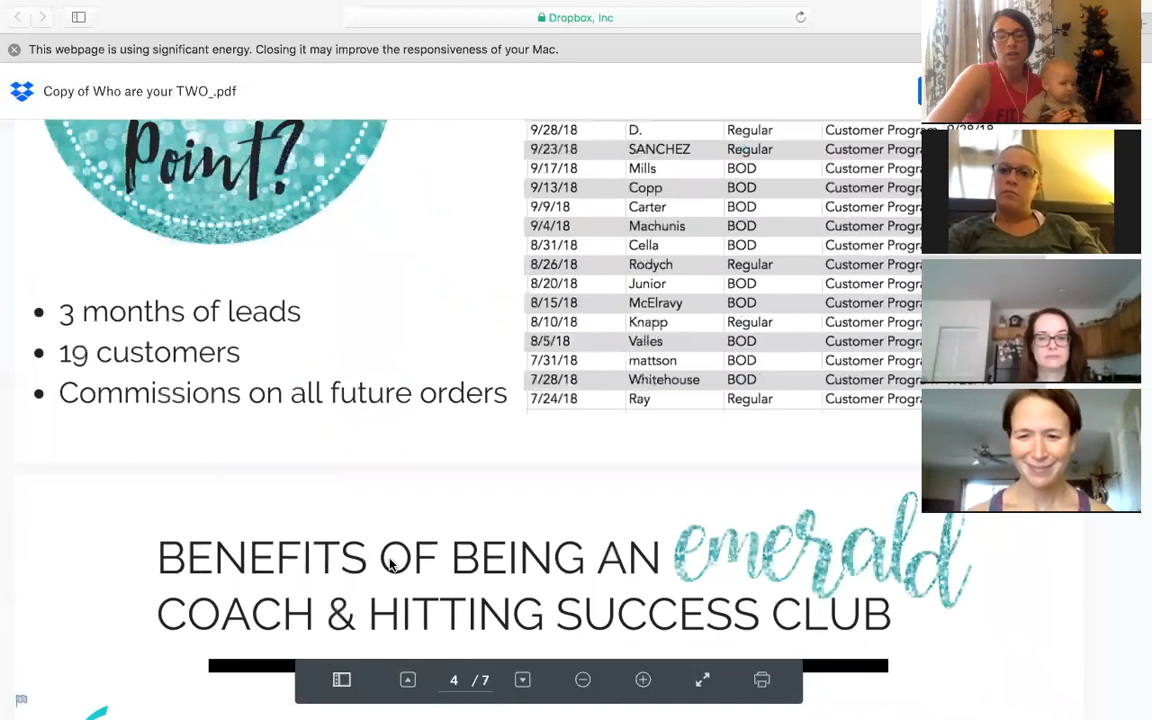 Dropbox, Inc
This webpage is using significant energy. Closing it may improve the responsiveness of your Mac.
Copy of Who are your TWO_.pdf
Point?
9/28/18 D. Regular Customer Program 9/28/18
9/23/18 SANCHEZ Regular Customer Progra
9/17/18 Mills BOD Customer Progra
9/13/18 Copp BOD Customer Progra
9/9/18 Carter BOD Customer Progra
9/4/18 Machunis BOD Customer Progra
8/31/18 Cella BOD Customer Progra
8/26/18 Rodych Regular Customer Progra
8/20/18 Junior BOD Customer Progra
8/15/18 McElravy BOD Customer Progra
8/10/18 Knapp Regular Customer Progra
8/5/18 Valles BOD Customer Progra
7/31/18 mattson BOD Customer Progra
7/28/18 Whitehouse BOD Customer Program
7/24/18 Ray Regular Customer Progra
• 3 months of leads
• 19 customers
• Commissions on all future orders
BENEFITS OF BEING AN emerald
COACH & HITTING SUCCESS CLUB
4 / 7